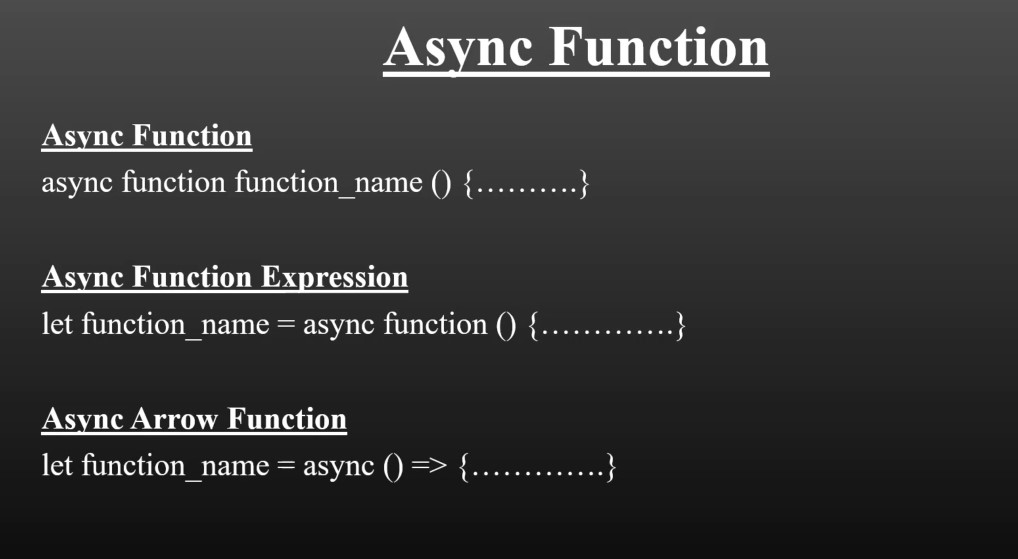 Async Function
Async Function
async function function_name () {……….}
Async Function Expression
let function_name = async function () {………….}
Async Arrow Function
let function_name = async () => {………….}